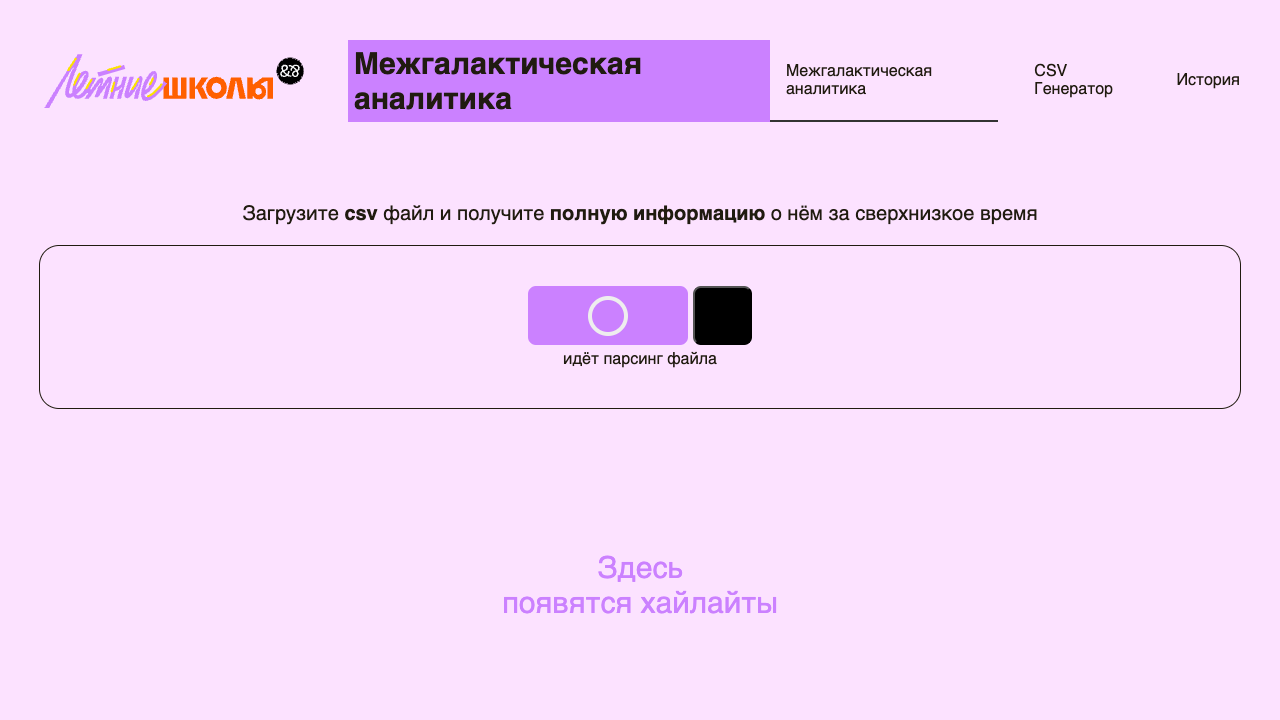 Летние школы &&
Межгалактическая
аналитика
Межгалактическая
аналитика
CSV
Генератор
История
Загрузите csv файл и получите полную информацию о нём за сверхнизкое время
идёт парсинг файла
Здесь
появятся хайлайты